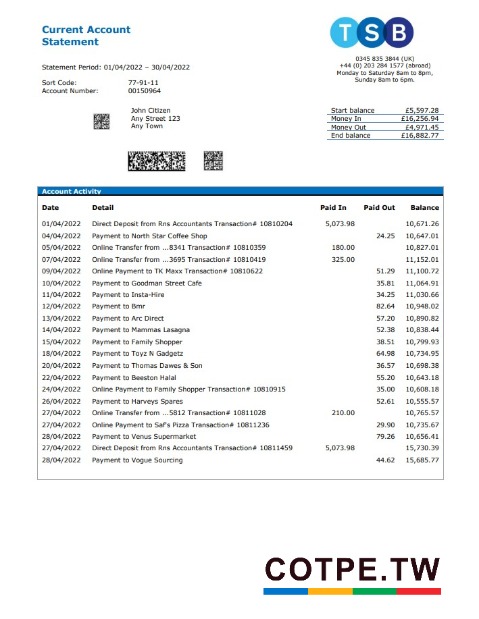 Current Account
Statement
TSB
Statement Period: 01/04/2022 – 30/04/2022
0345 835 3844 (UK)
+44 (0) 203 284 1577 (abroad)
Monday to Saturday 8am to 8pm,
Sunday 8am to 6pm.
Sort Code: 77-91-11
Account Number: 00150964
John Citizen
Any Street 123
Any Town
Start balance £5,597.28
Money In £16,256.94
Money Out £4,971.45
End balance £16,882.77
Account Activity
Date Detail Paid In Paid Out Balance
01/04/2022 Direct Deposit from Rns Accountants Transaction# 10810204 5,073.98 10,671.26
04/04/2022 Payment to North Star Coffee Shop 24.25 10,647.01
05/04/2022 Online Transfer from ...8341 Transaction# 10810359 180.00 10,827.01
07/04/2022 Online Transfer from ...3695 Transaction# 10810419 325.00 11,152.01
09/04/2022 Online Payment to TK Maxx Transaction# 10810622 51.29 11,100.72
10/04/2022 Payment to Goodman Street Cafe 35.81 11,064.91
11/04/2022 Payment to Insta-Hire 34.25 11,030.66
12/04/2022 Payment to Bmr 82.64 10,948.02
13/04/2022 Payment to Arc Direct 57.20 10,890.82
14/04/2022 Payment to Mammas Lasagna 52.38 10,838.44
15/04/2022 Payment to Family Shopper 38.51 10,799.93
18/04/2022 Payment to Toyz N Gadgetz 64.98 10,734.95
20/04/2022 Payment to Thomas Dawes & Son 36.57 10,698.38
22/04/2022 Payment to Beeston Halal 55.20 10,643.18
24/04/2022 Online Payment to Family Shopper Transaction# 10810915 35.00 10,608.18
26/04/2022 Payment to Harveys Spares 52.61 10,555.57
27/04/2022 Online Transfer from ...5812 Transaction# 10811028 210.00 10,765.57
27/04/2022 Online Payment to Saf's Pizza Transaction# 10811236 29.90 10,735.67
28/04/2022 Payment to Venus Supermarket 79.26 10,656.41
27/04/2022 Direct Deposit from Rns Accountants Transaction# 10811459 5,073.98 15,730.39
28/04/2022 Payment to Vogue Sourcing 44.62 15,685.77
COTPE.TW